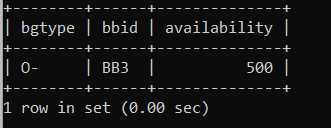 +--------+------+--------------+
| bgtype | bbid | availability |
+--------+------+--------------+
| O-     | BB3  |          500 |
+--------+------+--------------+
1 row in set (0.00 sec)